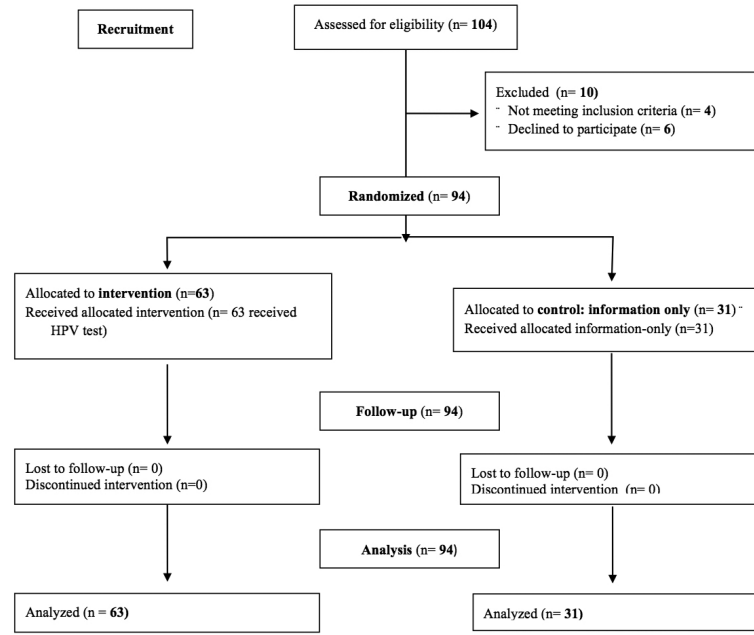 Recruitment
Assessed for eligibility (n= 104)
Excluded (n= 10)
¨ Not meeting inclusion criteria (n= 4)
¨ Declined to participate (n= 6)
Randomized (n= 94)
Allocated to intervention (n=63)
Received allocated intervention (n= 63 received
HPV test)
Allocated to control: information only (n= 31) ¨
Received allocated information-only (n=31)
Follow-up (n= 94)
Lost to follow-up (n= 0)
Discontinued intervention (n=0)
Lost to follow-up (n= 0)
Discontinued intervention (n= 0)
Analysis (n= 94)
Analyzed (n = 63)
Analyzed (n= 31)